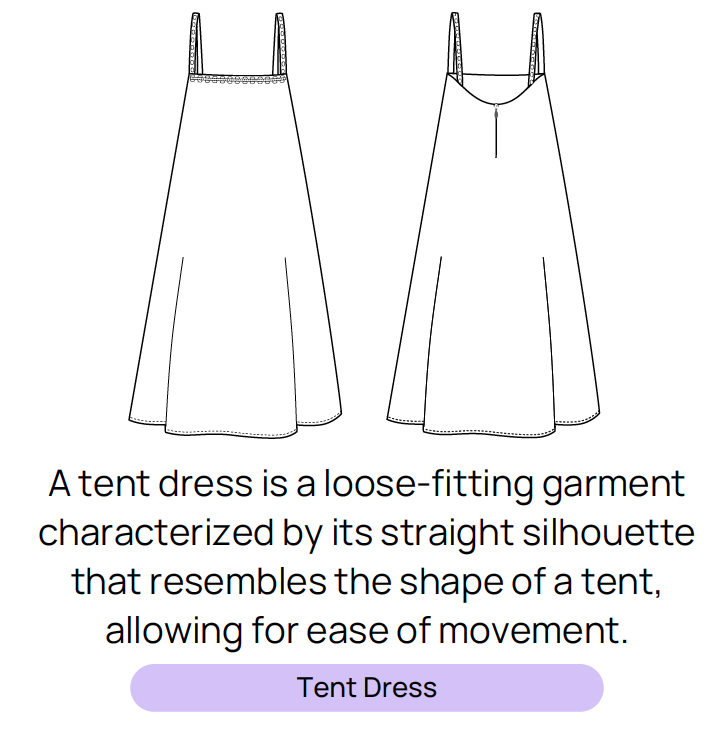 A tent dress is a loose-fitting garment
characterized by its straight silhouette
that resembles the shape of a tent,
allowing for ease of movement.
Tent Dress